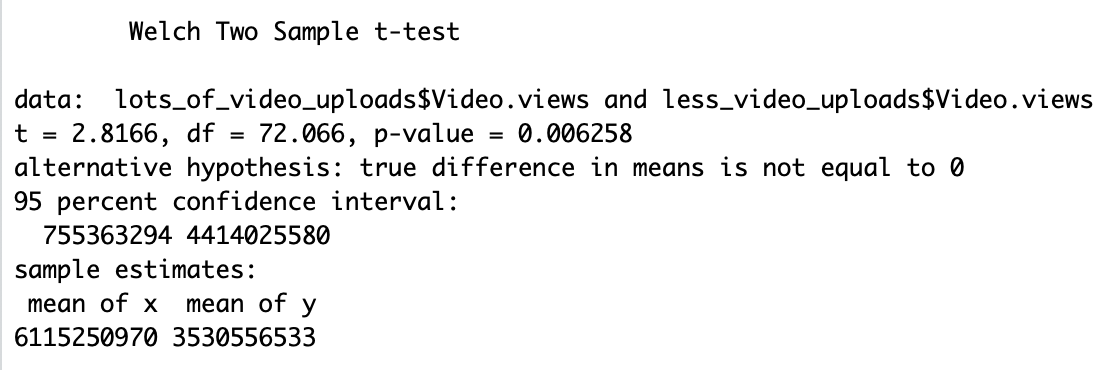 Welch Two Sample t-test
data:  lots_of_video_uploads$Video.views and less_video_uploads$Video.views
t = 2.8166, df = 72.066, p-value = 0.006258
alternative hypothesis: true difference in means is not equal to 0
95 percent confidence interval:
755363294 4414025580
sample estimates:
mean of x  mean of y
6115250970 3530556533